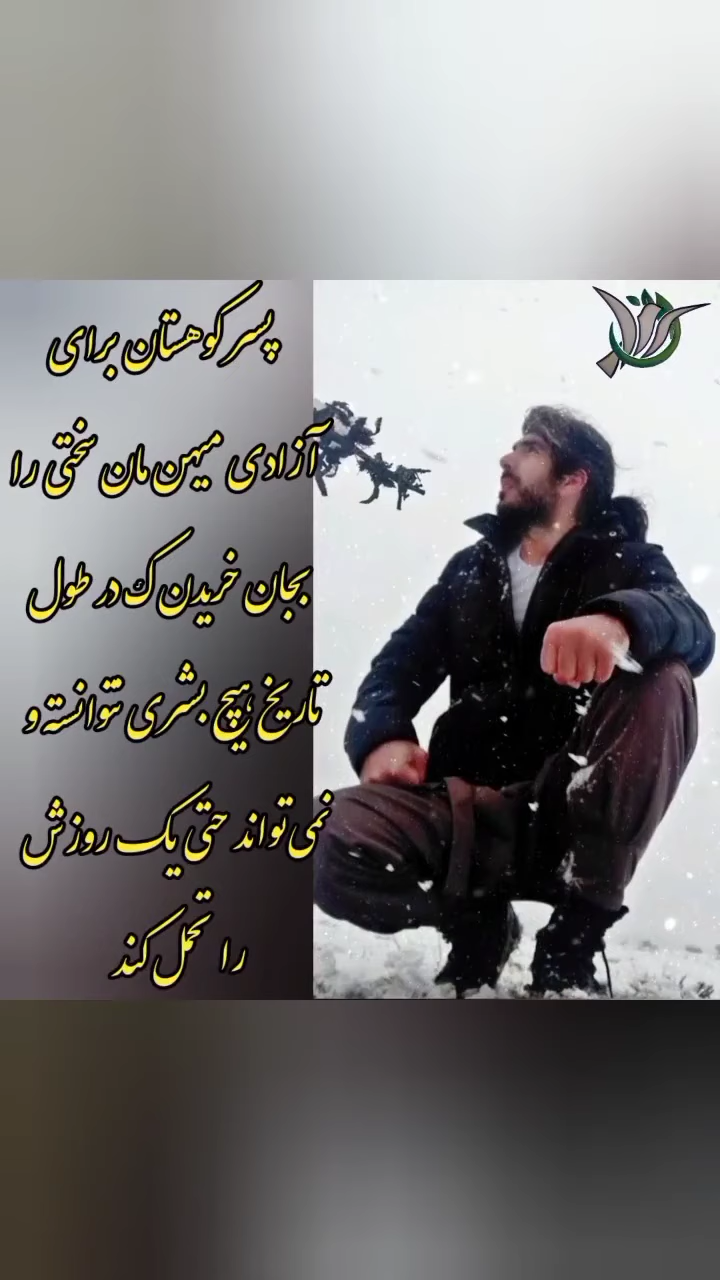 پسر کوهستان برای
آزادی میهن مان سختی را
بجان خریدن ک در طول
تاریخ هیچ بشری نتوانسته و
نمی تواند حتی یک روزش
را تحمل کند